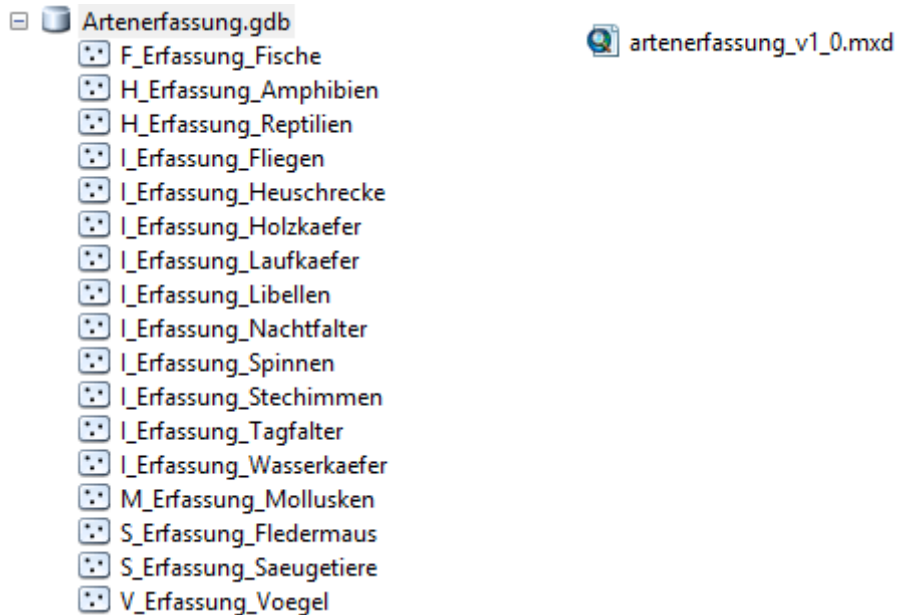 Artenerfassung.gdb
F_Erfassung_Fische
H_Erfassung_Amphibien
H_Erfassung_Reptilien
I_Erfassung_Fliegen
I_Erfassung_Heuschrecke
I_Erfassung_Holzkaefer
I_Erfassung_Laufkaefer
I_Erfassung_Libellen
I_Erfassung_Nachtfalter
I_Erfassung_Spinnen
I_Erfassung_Stechimmen
I_Erfassung_Tagfalter
I_Erfassung_Wasserkaefer
M_Erfassung_Mollusken
S_Erfassung_Fledermaus
S_Erfassung_Saeugetiere
V_Erfassung_Voegel
artenerfassung_v1_0.mxd